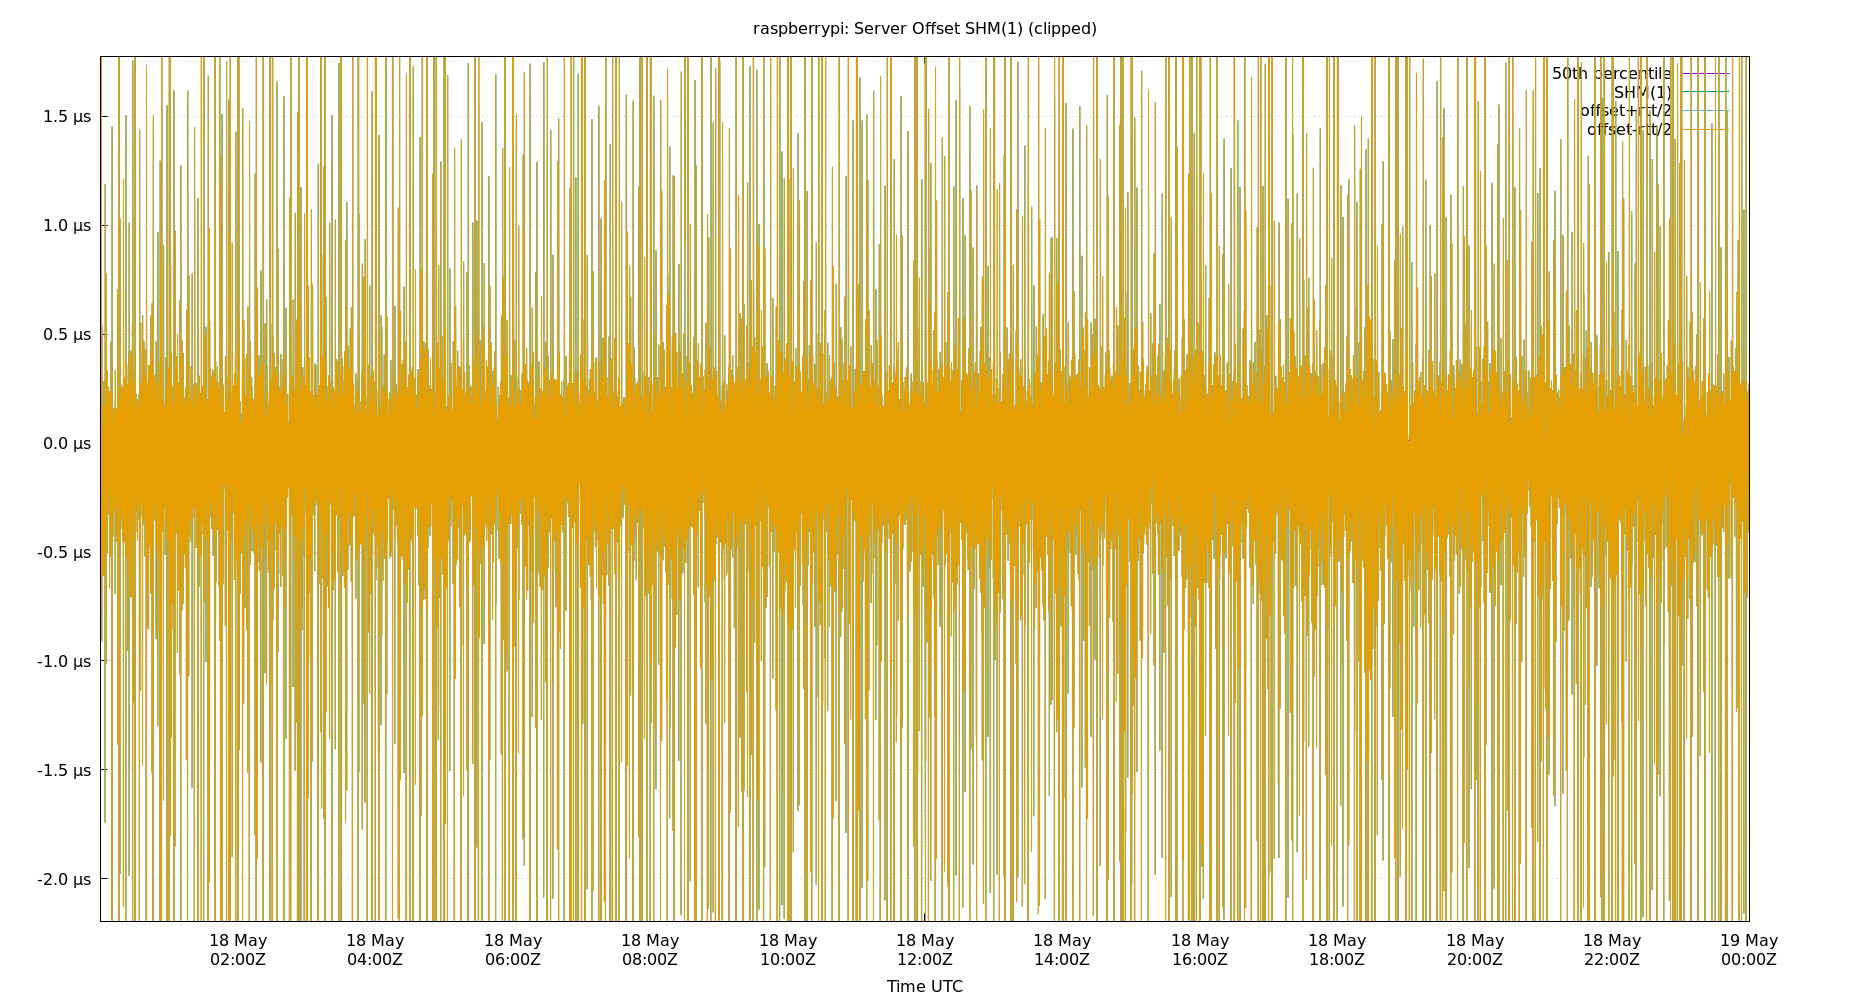 raspberrypi: Server Offset SHM(1) (clipped)
50th percentile
SHM(1)
offset+rtt/2
offset-rtt/2
1.5 µs
1.0 µs
0.5 µs
0.0 µs
-0.5 µs
-1.0 µs
-1.5 µs
-2.0 µs
18 May 18 May 18 May 18 May 18 May 18 May 18 May 18 May 18 May 18 May 18 May 19 May
02:00Z 04:00Z 06:00Z 08:00Z 10:00Z 12:00Z 14:00Z 16:00Z 18:00Z 20:00Z 22:00Z 00:00Z
Time UTC